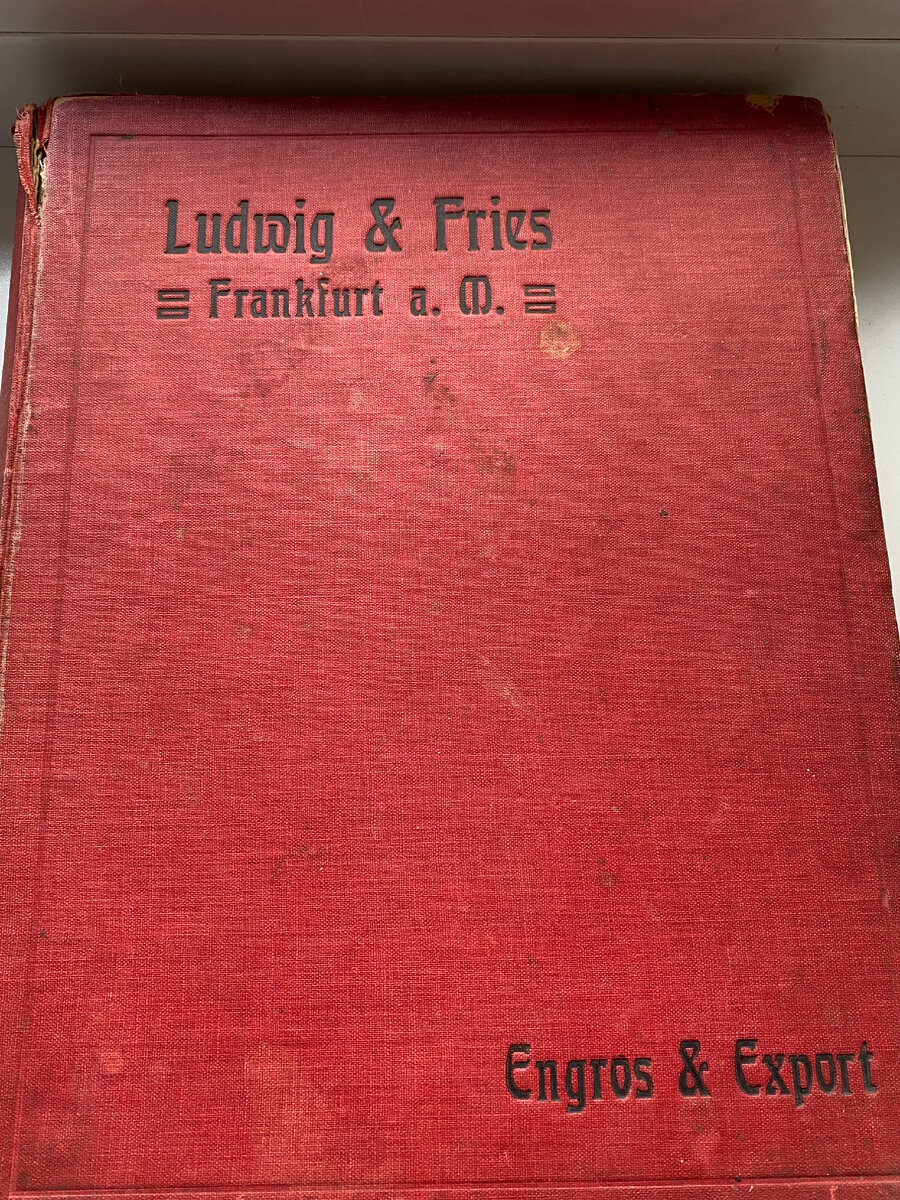 Ludwig & Fries
Frankfurt a. M.
Engros & Export